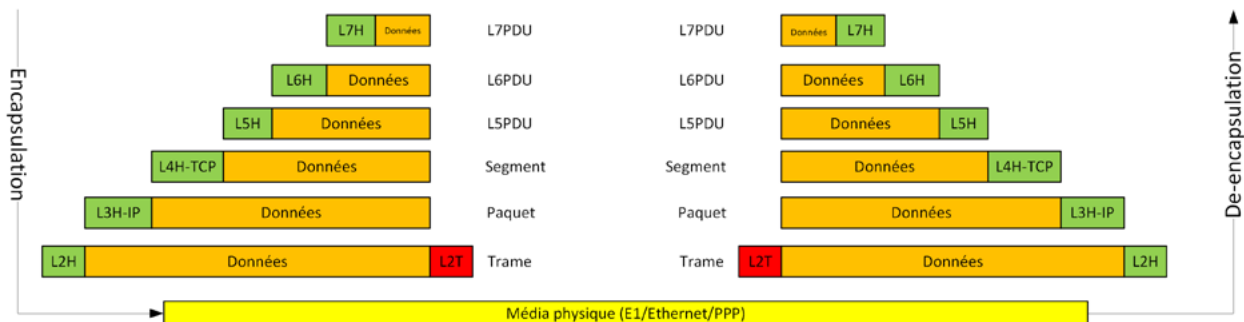 L7H Données L7PDU L7PDU Données L7H
L6H Données L6PDU L6PDU Données L6H
L5H Données L5PDU L5PDU Données L5H
L4H-TCP Données Segment Segment Données L4H-TCP
L3H-IP Données Paquet Paquet Données L3H-IP
L2H Données L2T Trame Trame L2T Données L2H
Média physique (E1/Ethernet/PPP)
Encapsulation
De-encapsulation